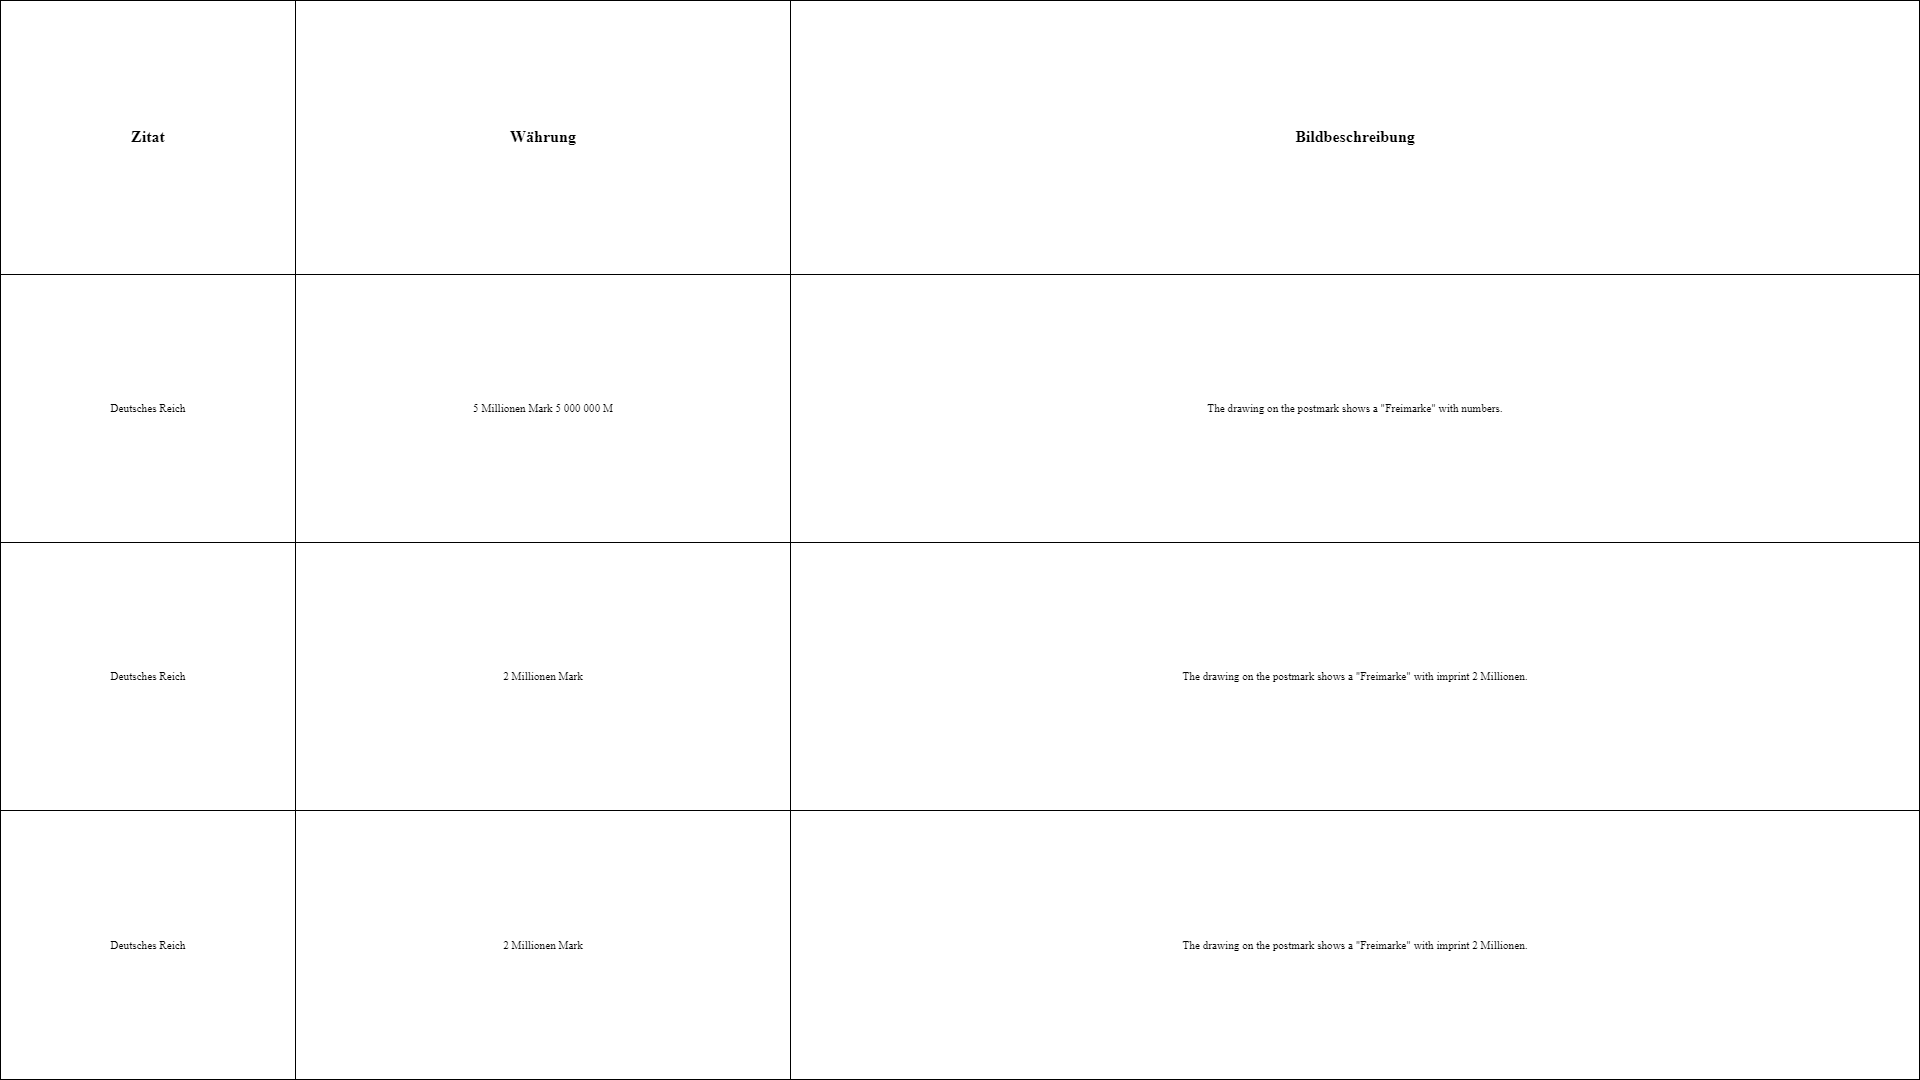 Zitat Währung Bildbeschreibung
Deutsches Reich 5 Millionen Mark 5 000 000 M The drawing on the postmark shows a "Freimarke" with numbers.
Deutsches Reich 2 Millionen Mark The drawing on the postmark shows a "Freimarke" with imprint 2 Millionen.
Deutsches Reich 2 Millionen Mark The drawing on the postmark shows a "Freimarke" with imprint 2 Millionen.